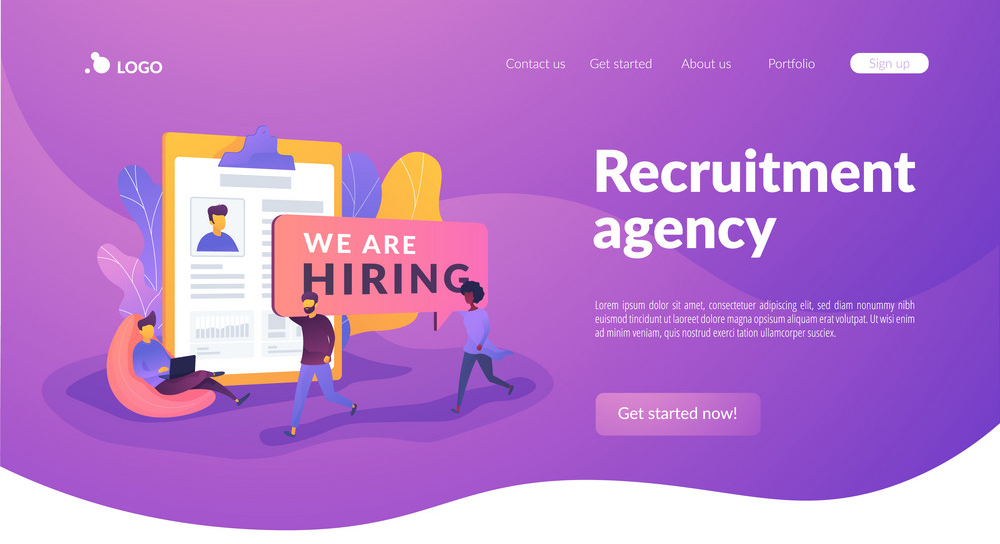 LOGO
Contact us
Get started
About us
Portfolio
Sign up
WE ARE
HIRING
Recruitment
agency
Lorem ipsum dolor sit amet, consectetuer adipiscing elit, sed diam nonummy nibh
euismod tincidunt ut laoreet dolore magna opsum aliquam erat volutpat. Ut wisi enim
ad minim veniam, quis nostrud exerci tation ullamcorper susciex.
Get started now!